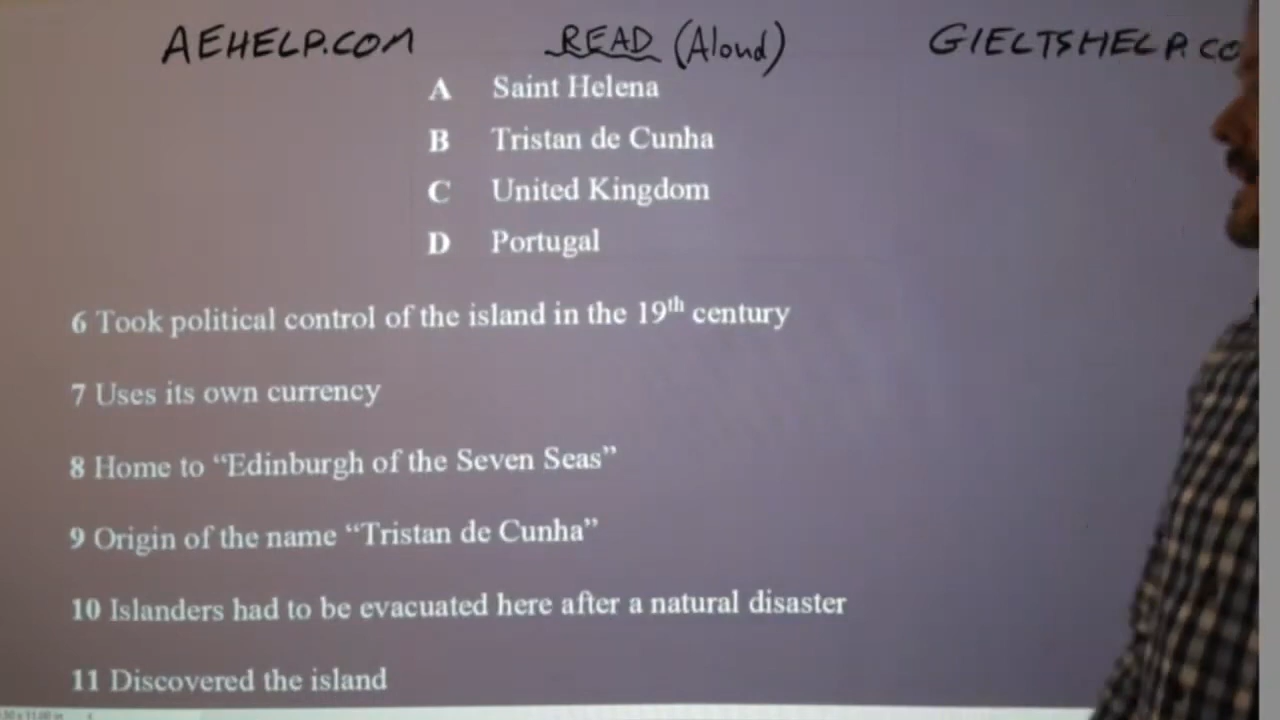 AEHELP.COM READ (Aloud) GIELTSHELP.CO
A Saint Helena
B Tristan de Cunha
C United Kingdom
D Portugal
6 Took political control of the island in the 19th century
7 Uses its own currency
8 Home to “Edinburgh of the Seven Seas”
9 Origin of the name “Tristan de Cunha”
10 Islanders had to be evacuated here after a natural disaster
11 Discovered the island